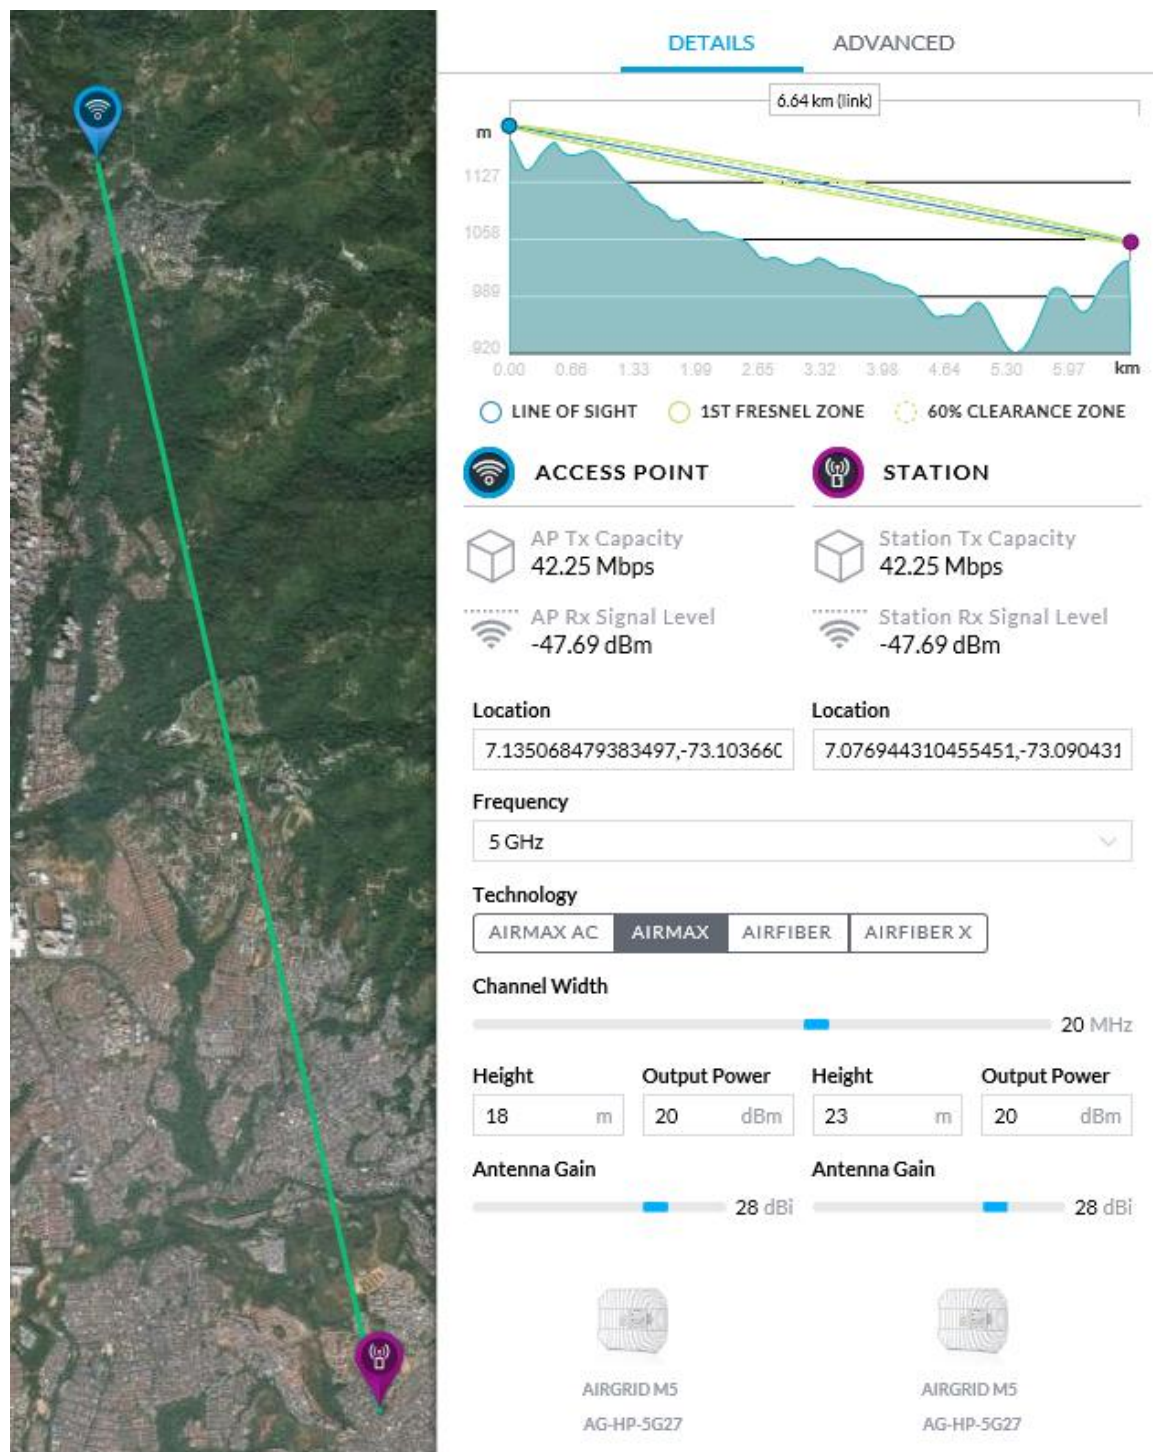 DETAILS ADVANCED
6.64 km (link)
m
1127
1058
989
920
0.00 0.66 1.33 1.99 2.65 3.32 3.98 4.64 5.30 5.97 km
LINE OF SIGHT 1ST FRESNEL ZONE 60% CLEARANCE ZONE
ACCESS POINT STATION
AP Tx Capacity Station Tx Capacity
42.25 Mbps 42.25 Mbps
AP Rx Signal Level Station Rx Signal Level
-47.69 dBm -47.69 dBm
Location Location
7.135068479383497,-73.10366 7.076944310455451,-73.090431
Frequency
5 GHz
Technology
AIRMAX AC AIRMAX AIRFIBER AIRFIBER X
Channel Width
20 MHz
Height Output Power Height Output Power
18 m 20 dBm 23 m 20 dBm
Antenna Gain Antenna Gain
28 dBi 28 dBi
AIRGRID M5 AIRGRID M5
AG-HP-5G27 AG-HP-5G27